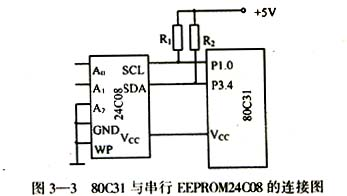 +5V
R₁
R₂
A₀
SCL
P1.0
A₁
SDA
P3.4
A₂
24C08
80C31
GND
Vcc
Vcc
WP
图 3—3 80C31 与串行 EEPROM24C08 的连接图